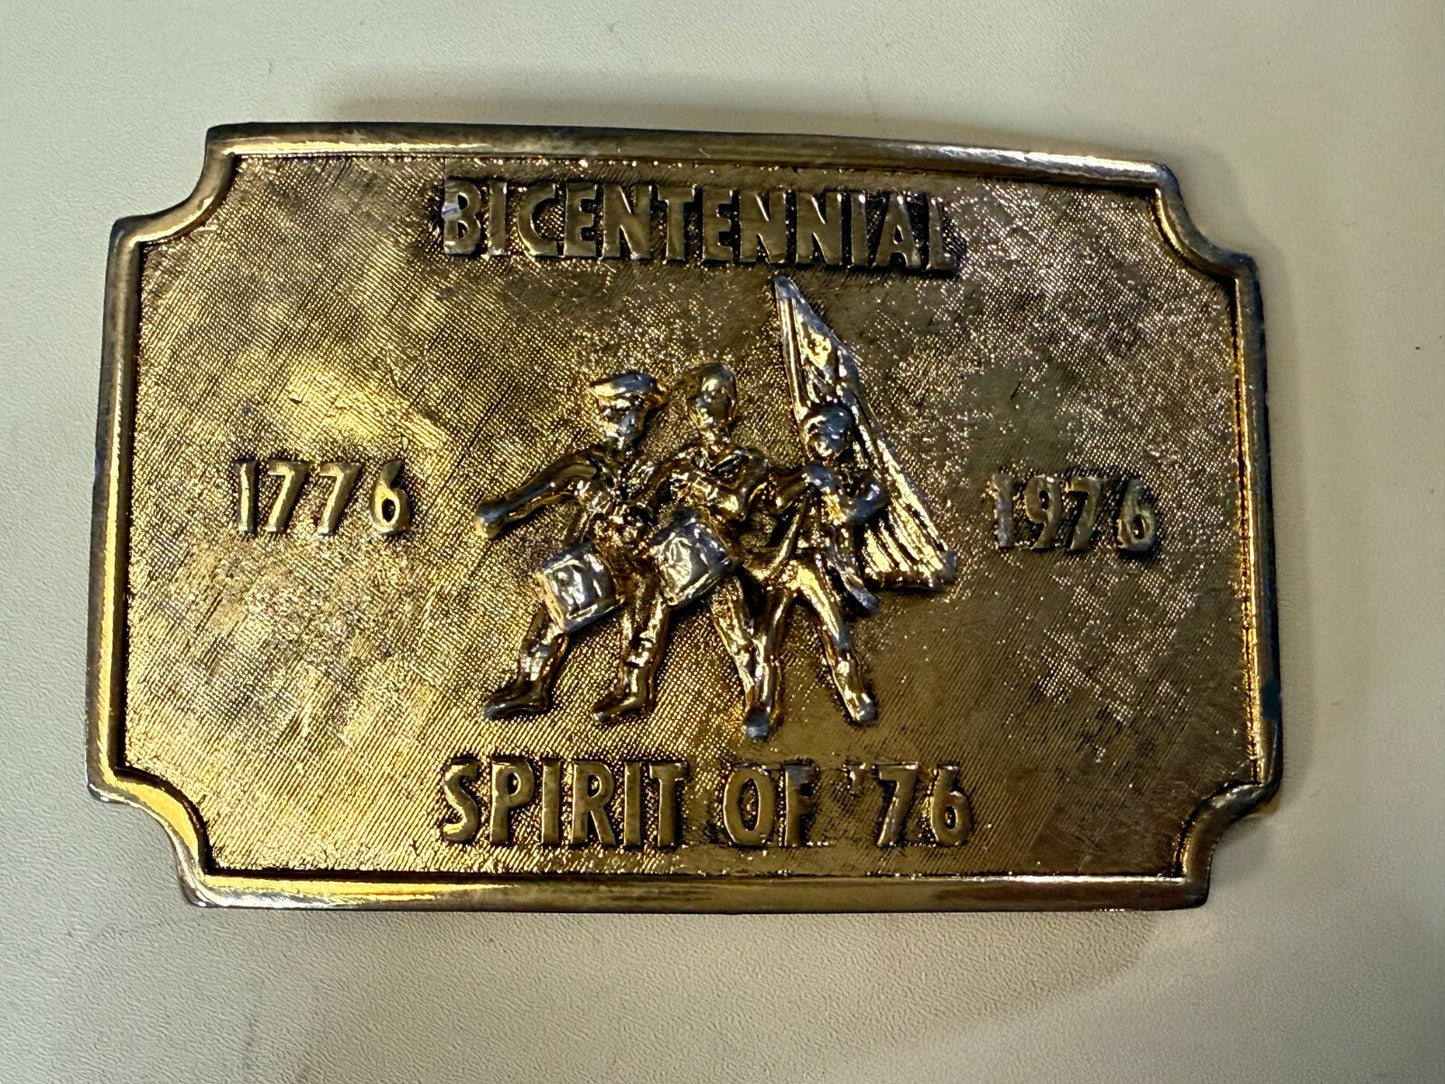 BICENTENNIAL
1776
1976
SPIRIT OF '76